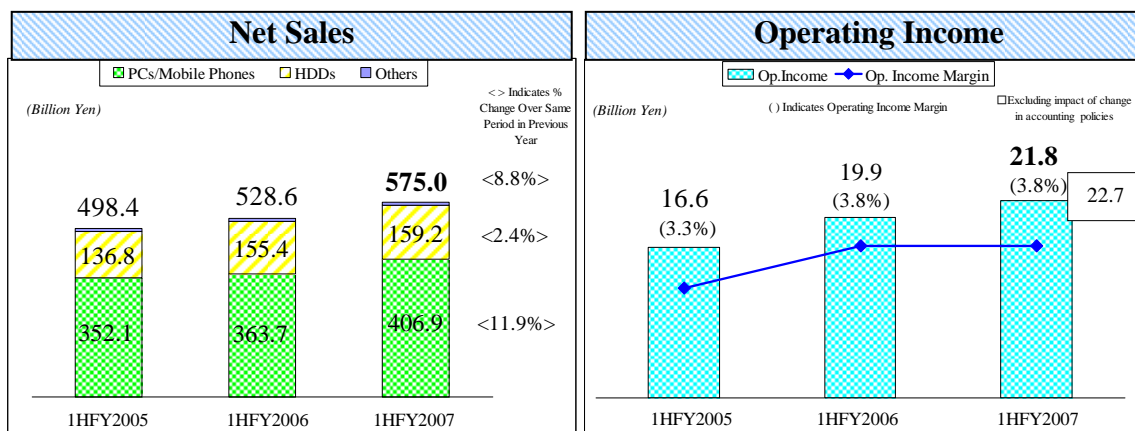 Net Sales
PCs/Mobile Phones HDDs Others
(Billion Yen)
<> Indicates %
Change Over Same
Period in Previous
Year
498.4
136.8
352.1
528.6
155.4
363.7
575.0
159.2
406.9
<8.8%>
<2.4%>
<11.9%>
1HFY2005 1HFY2006 1HFY2007
Operating Income
Op.Income Op. Income Margin
(Billion Yen)
( ) Indicates Operating Income Margin
Excluding impact of change
in accounting policies
16.6
(3.3%)
19.9
(3.8%)
21.8
(3.8%)
22.7
1HFY2005 1HFY2006 1HFY2007